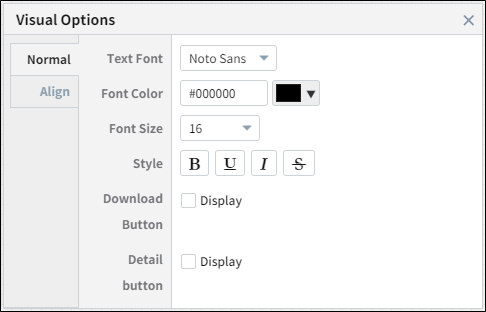 Visual Options
Normal
Align
Text Font
Noto Sans
Font Color
#000000
Font Size
16
Style
B U I S
Download
Button
Display
Detail
button
Display